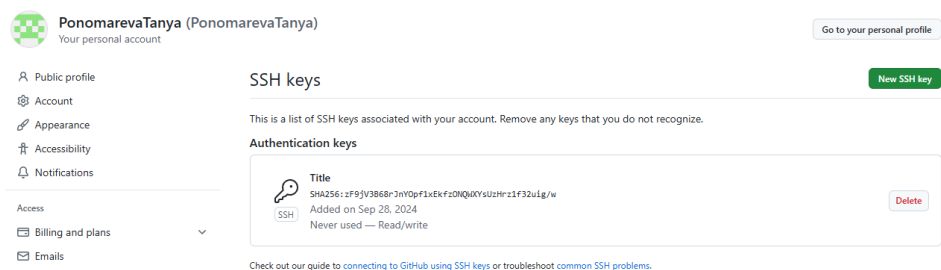 PonomarevaTanya (PonomarevaTanya)
Your personal account
Go to your personal profile
Public profile
Account
Appearance
Accessibility
Notifications
Access
Billing and plans
Emails
SSH keys
New SSH key
This is a list of SSH keys associated with your account. Remove any keys that you do not recognize.
Authentication keys
Title
SHA256:zF9jV3B68rJnYOpf1xEkfzONQWXYsUzHrz1f32uig/w
SSH
Added on Sep 28, 2024
Never used — Read/write
Delete
Check out our guide to connecting to GitHub using SSH keys or troubleshoot common SSH problems.